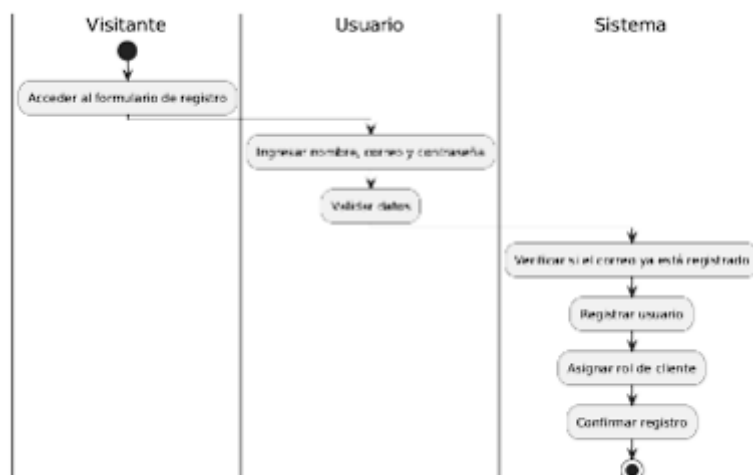 Visitante
Usuario
Sistema
Acceder al formulario de registro
Ingresar nombre, correo y contraseña
Validar datos
Verificar si el correo ya está registrado
Registrar usuario
Asignar rol de cliente
Confirmar registro